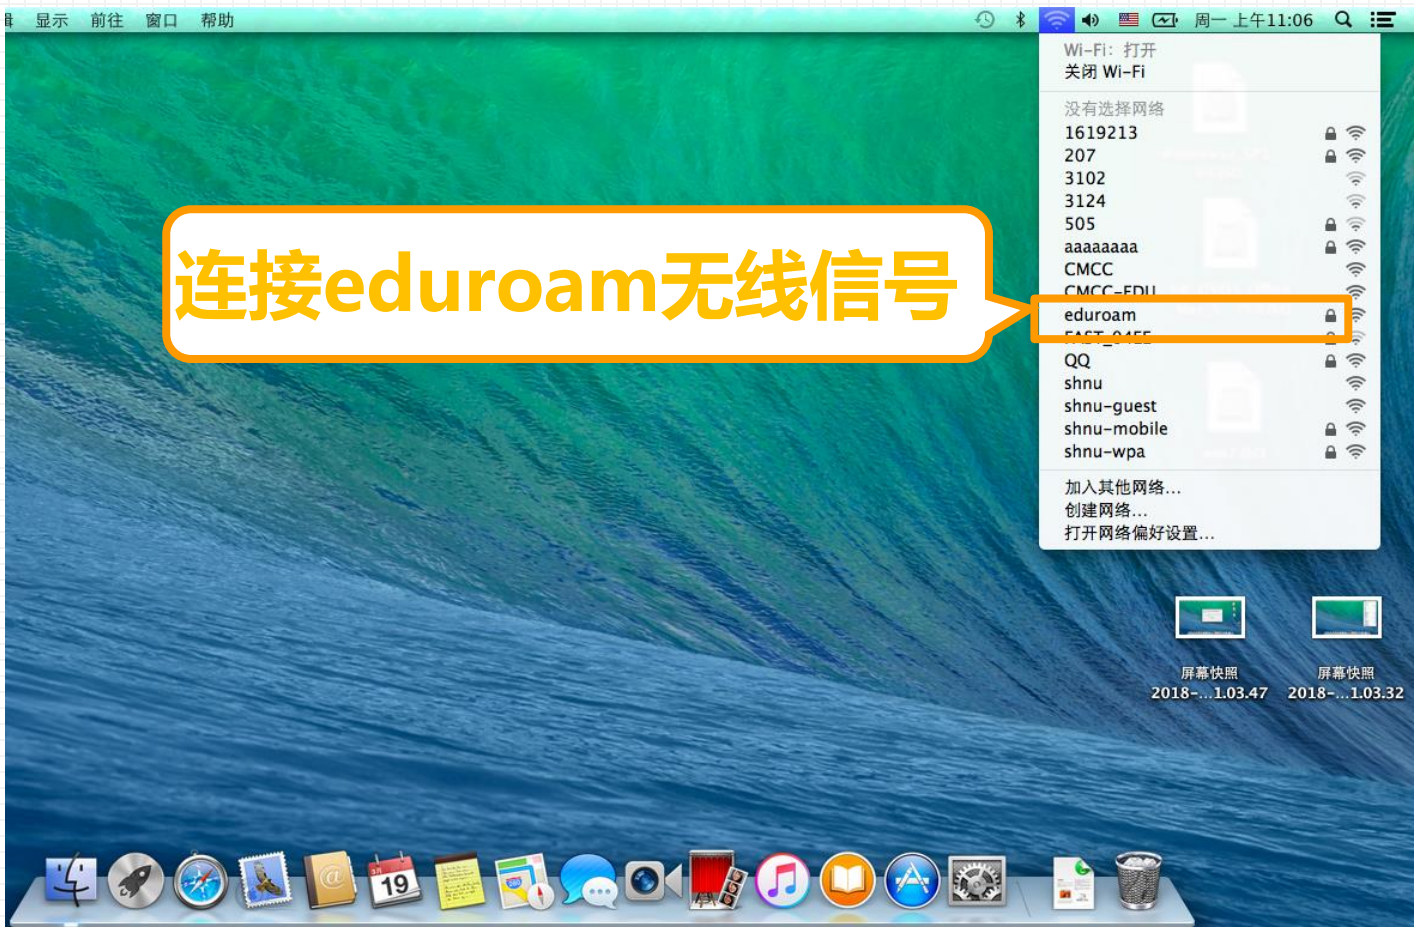 显示 前往 窗口 帮助
周一 上午11:06
Wi-Fi：打开
关闭 Wi-Fi
没有选择网络
1619213
207
3102
3124
505
aaaaaaaa
CMCC
CMCC-EDU
eduroam
QQ
shnu
shnu-guest
shnu-mobile
shnu-wpa
加入其他网络...
创建网络...
打开网络偏好设置...
连接eduroam无线信号
屏幕快照
2018-...1.03.47
屏幕快照
2018-...1.03.32
3月
19